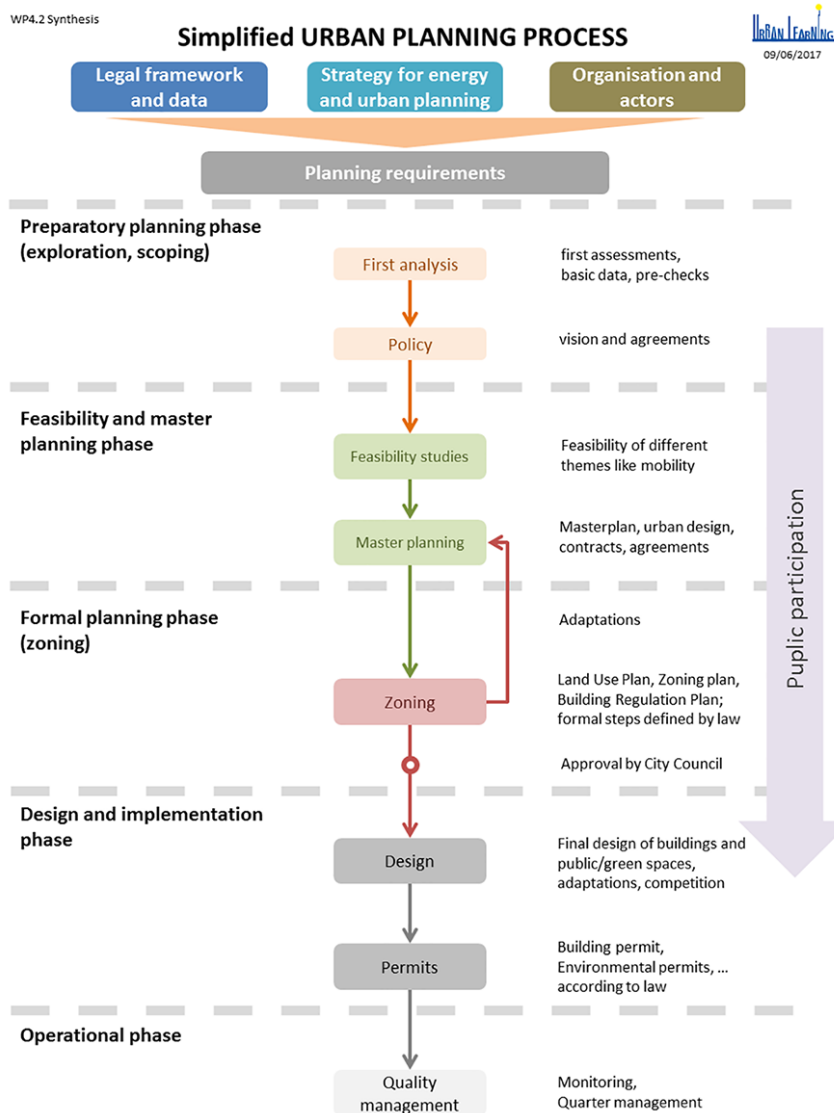 WP4.2 Synthesis
Simplified URBAN PLANNING PROCESS
URBAN LEARNING
09/06/2017
Legal framework
and data
Strategy for energy
and urban planning
Organisation and
actors
Planning requirements
Preparatory planning phase
(exploration, scoping)
First analysis
first assessments,
basic data, pre-checks
Policy
vision and agreements
Feasibility and master
planning phase
Feasibility studies
Feasibility of different
themes like mobility
Master planning
Masterplan, urban design,
contracts, agreements
Formal planning phase
(zoning)
Adaptations
Zoning
Land Use Plan, Zoning plan,
Building Regulation Plan;
formal steps defined by law
Approval by City Council
Puplic participation
Design and implementation
phase
Design
Final design of buildings and
public/green spaces,
adaptations, competition
Permits
Building permit,
Environmental permits, ...
according to law
Operational phase
Quality
management
Monitoring,
Quarter management